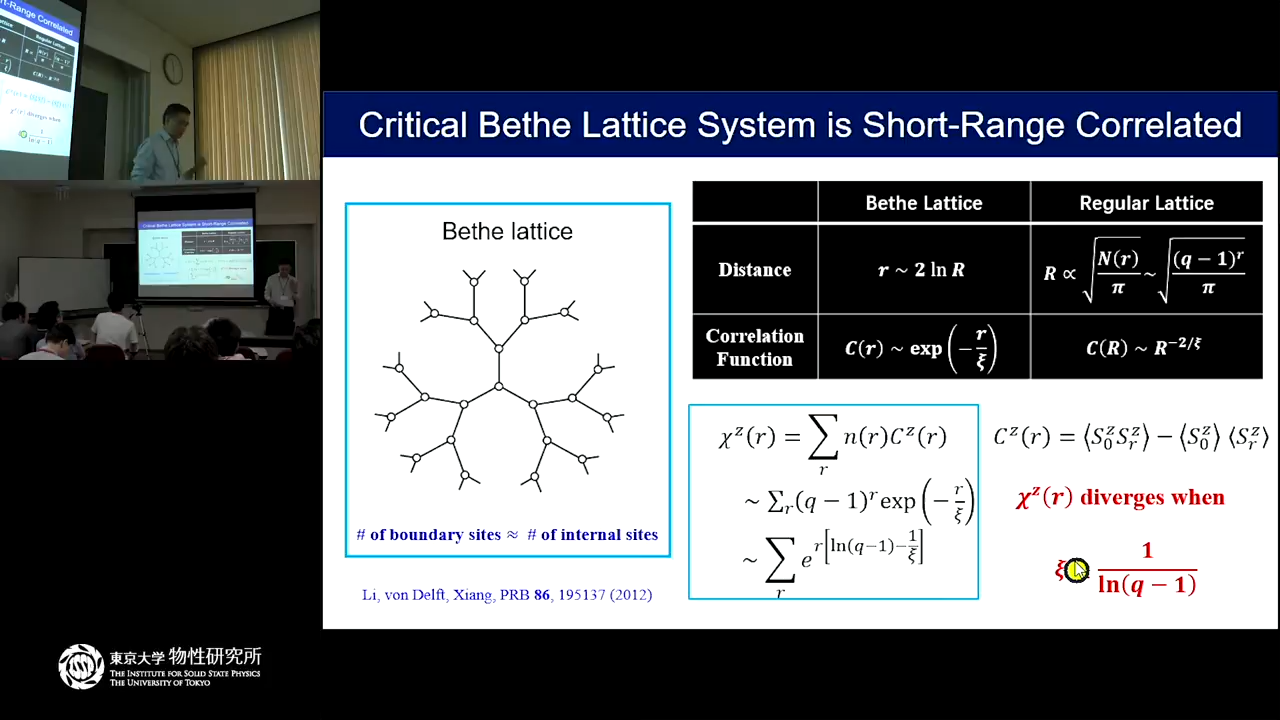 Critical Bethe Lattice System is Short-Range Correlated
Bethe lattice
# of boundary sites ≈ # of internal sites
Li, von Delft, Xiang, PRB 86, 195137 (2012)
Bethe Lattice Regular Lattice
Distance r ~ 2 ln R R ∝ √(N(r)/π) ~ √((q − 1)^r/π)
Correlation Function C(r) ~ exp(−r/ξ) C(R) ~ R^(−2/ξ)
χ^z(r) = ∑_r n(r)C^z(r)
~ ∑_r (q − 1)^r exp(−r/ξ)
~ ∑_r e^(r[ln(q−1)−1/ξ])
C^z(r) = ⟨S_0^z S_r^z⟩ − ⟨S_0^z⟩ ⟨S_r^z⟩
χ^z(r) diverges when
ξ 1/ln(q − 1)
東京大学 物性研究所
THE INSTITUTE FOR SOLID STATE PHYSICS
THE UNIVERSITY OF TOKYO